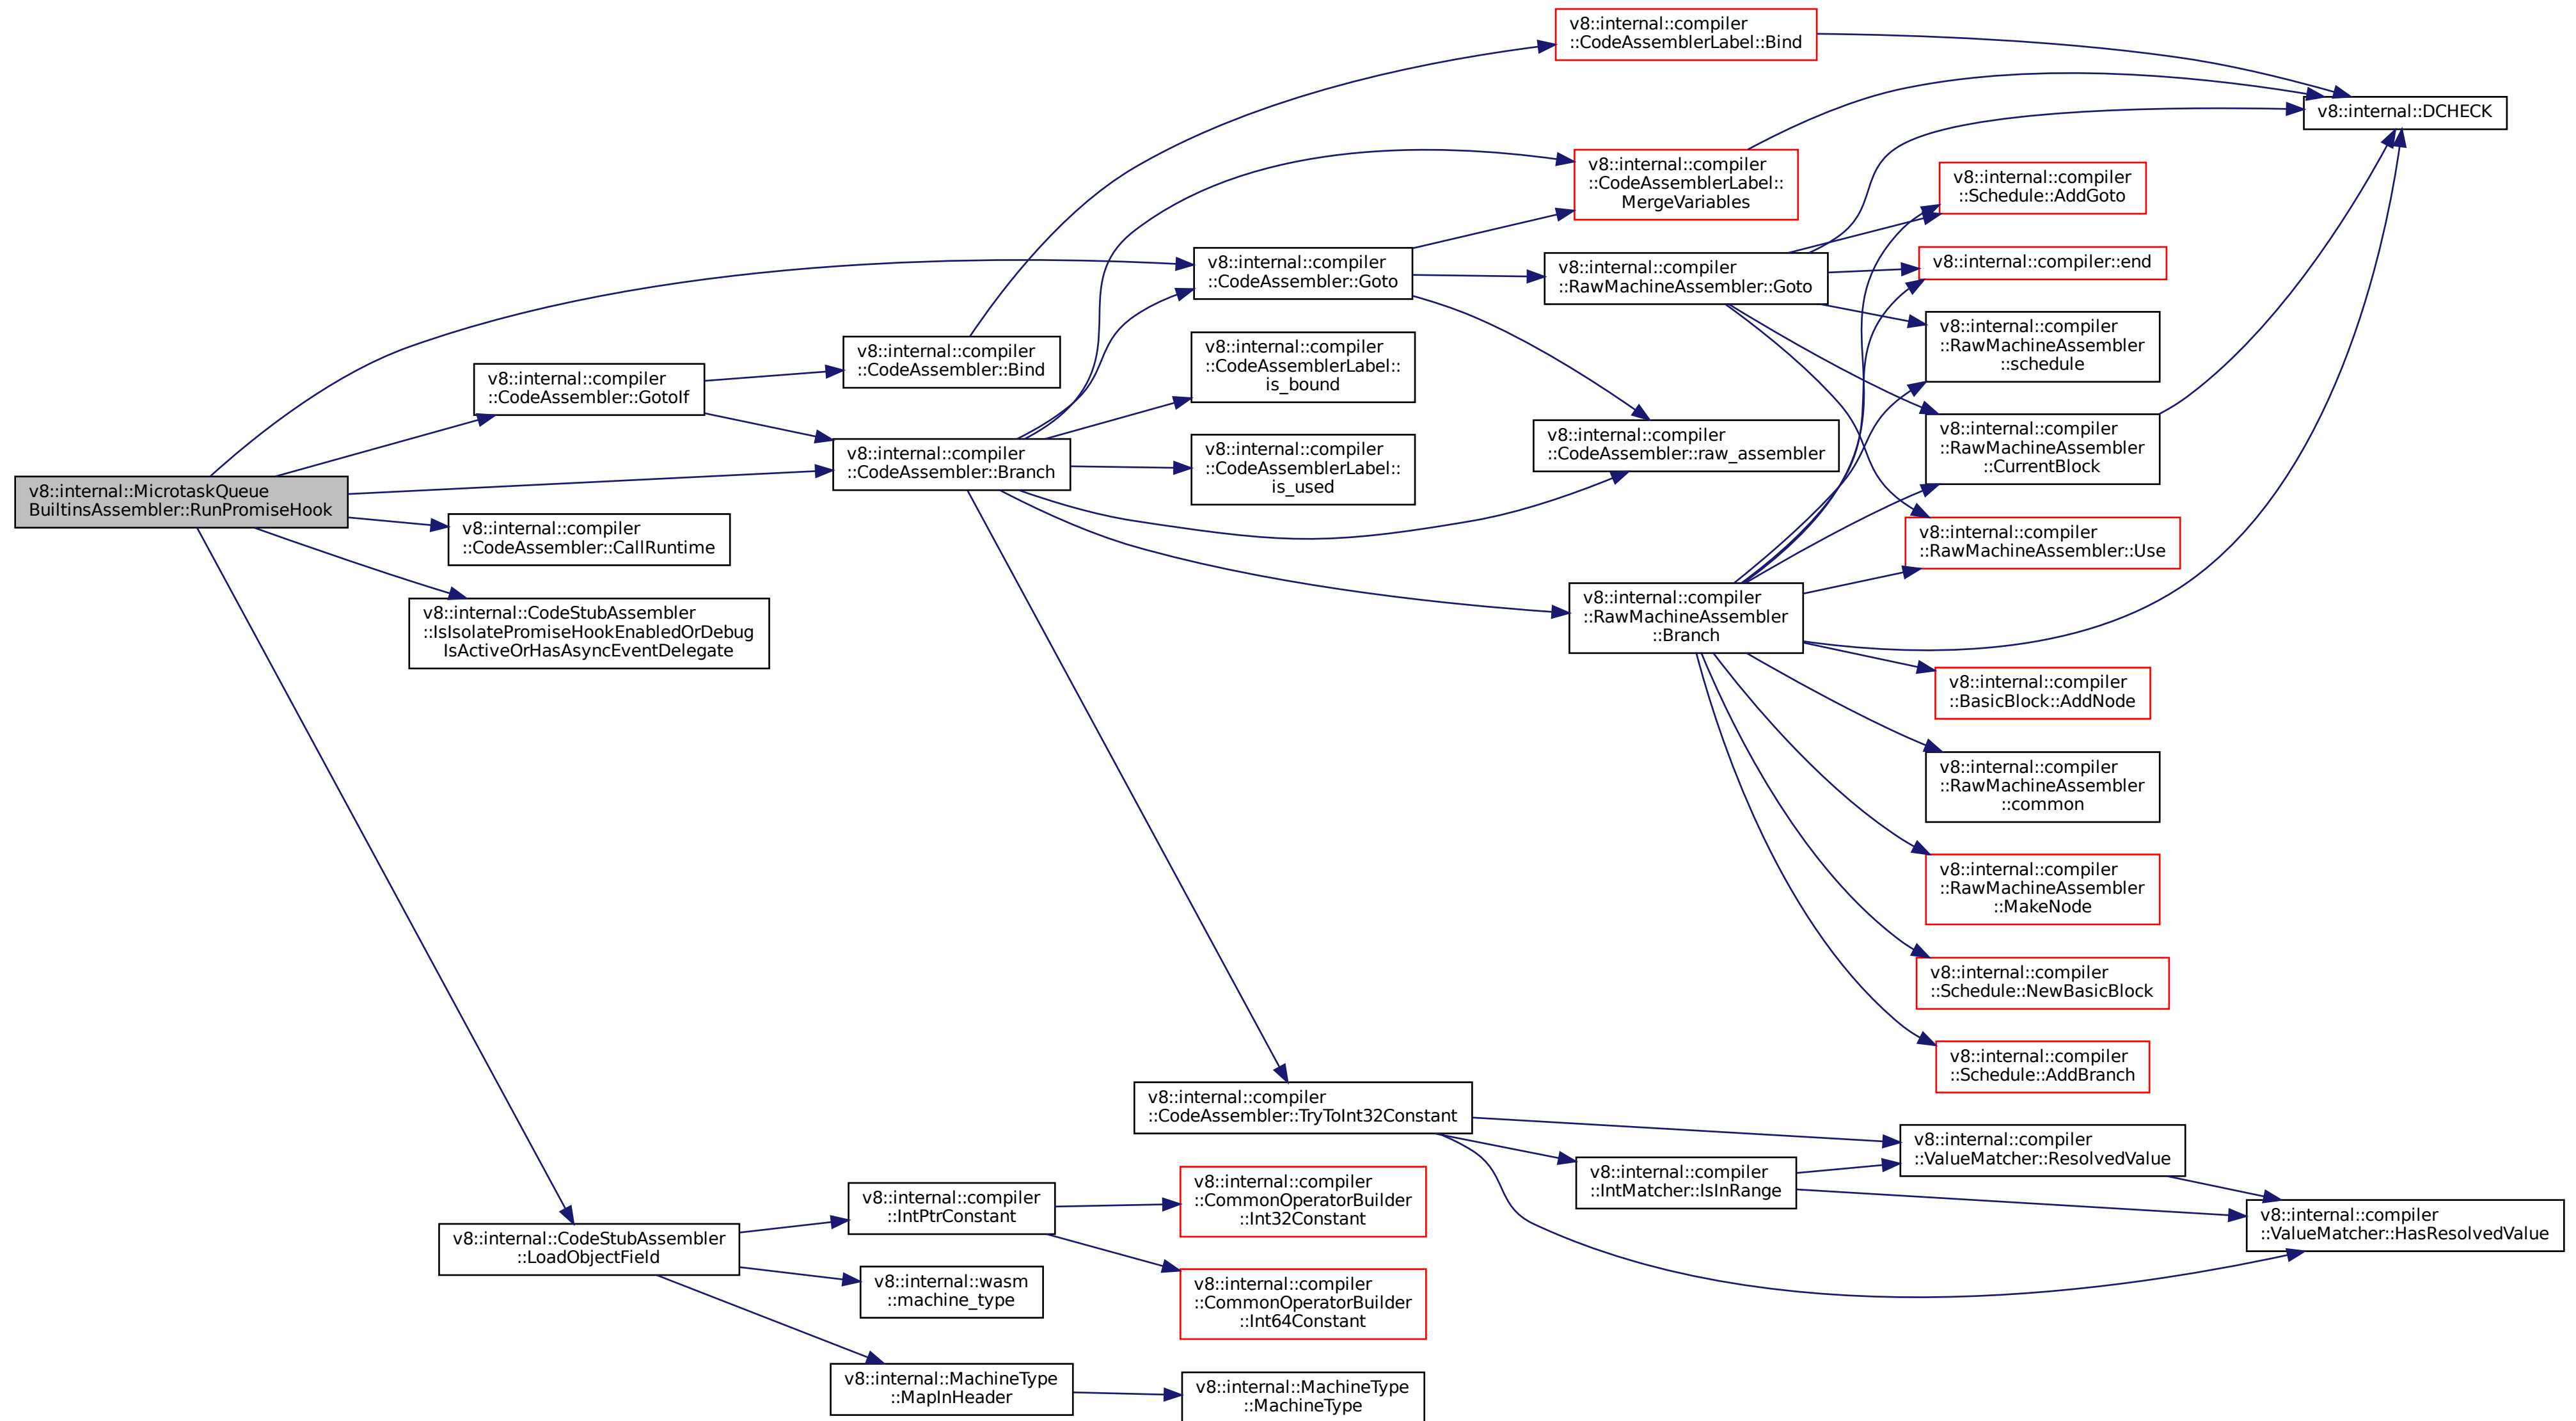 v8::internal::compiler
::CodeAssemblerLabel::Bind
v8::internal::DCHECK
v8::internal::compiler
::CodeAssemblerLabel::
MergeVariables
v8::internal::compiler
::Schedule::AddGoto
v8::internal::compiler
::CodeAssembler::Goto
v8::internal::compiler
::RawMachineAssembler::Goto
v8::internal::compiler::end
v8::internal::compiler
::RawMachineAssembler
::schedule
v8::internal::compiler
::CodeAssembler::GotoIf
v8::internal::compiler
::CodeAssembler::Bind
v8::internal::compiler
::CodeAssemblerLabel::
is_bound
v8::internal::compiler
::CodeAssembler::raw_assembler
v8::internal::compiler
::RawMachineAssembler
::CurrentBlock
v8::internal::compiler
::CodeAssembler::Branch
v8::internal::compiler
::CodeAssemblerLabel::
is_used
v8::internal::MicrotaskQueue
BuiltinsAssembler::RunPromiseHook
v8::internal::compiler
::CodeAssembler::CallRuntime
v8::internal::compiler
::RawMachineAssembler::Use
v8::internal::CodeStubAssembler
::IsIsolatePromiseHookEnabledOrDebug
IsActiveOrHasAsyncEventDelegate
v8::internal::compiler
::RawMachineAssembler
::Branch
v8::internal::compiler
::BasicBlock::AddNode
v8::internal::compiler
::RawMachineAssembler
::common
v8::internal::compiler
::RawMachineAssembler
::MakeNode
v8::internal::compiler
::Schedule::NewBasicBlock
v8::internal::compiler
::Schedule::AddBranch
v8::internal::compiler
::CodeAssembler::TryToInt32Constant
v8::internal::compiler
::ValueMatcher::ResolvedValue
v8::internal::compiler
::IntMatcher::IsInRange
v8::internal::compiler
::ValueMatcher::HasResolvedValue
v8::internal::CodeStubAssembler
::LoadObjectField
v8::internal::compiler
::IntPtrConstant
v8::internal::compiler
::CommonOperatorBuilder
::Int32Constant
v8::internal::wasm
::machine_type
v8::internal::compiler
::CommonOperatorBuilder
::Int64Constant
v8::internal::MachineType
::MapInHeader
v8::internal::MachineType
::MachineType